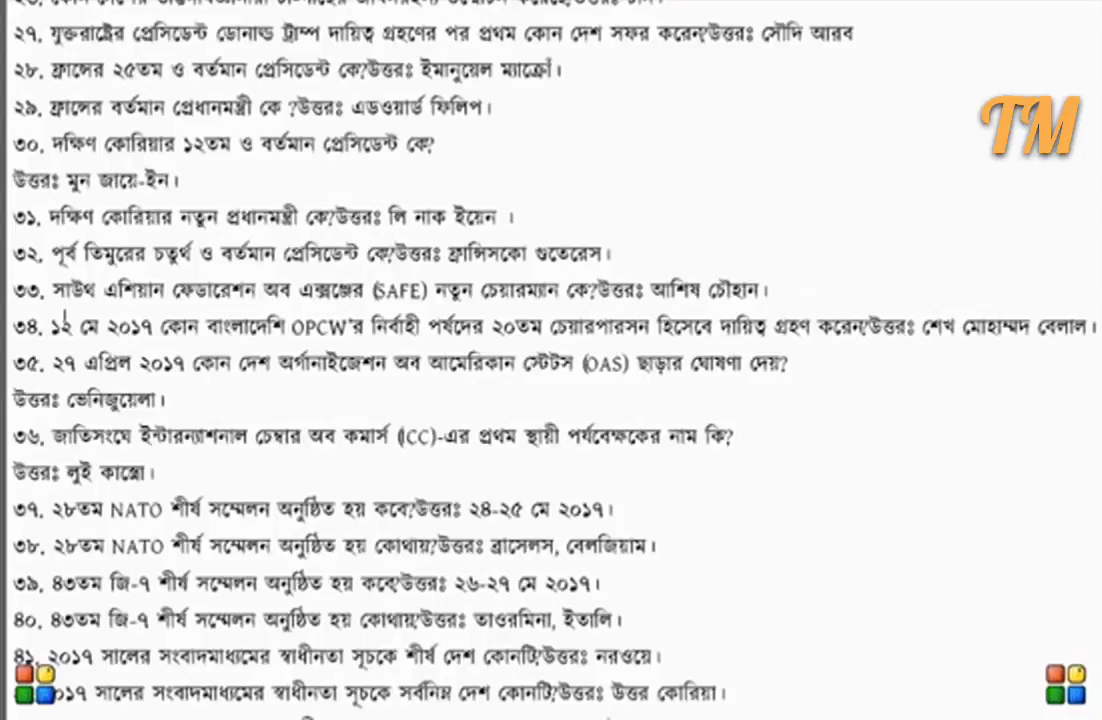 ২৭. যুক্তরাষ্ট্রের প্রেসিডেন্ট ডোনাল্ড ট্রাম্প দায়িত্ব গ্রহণের পর প্রথম কোন দেশ সফর করেন?উত্তরঃ সৌদি আরব
২৮. ফ্রান্সের ২৫তম ও বর্তমান প্রেসিডেন্ট কে?উত্তরঃ ইমানুয়েল ম্যাক্রোঁ।
২৯. ফ্রান্সের বর্তমান প্রেধানমন্ত্রী কে ?উত্তরঃ এডওয়ার্ড ফিলিপ।
TM
৩০. দক্ষিণ কোরিয়ার ১২তম ও বর্তমান প্রেসিডেন্ট কে?
উত্তরঃ মুন জায়ে-ইন।
৩১. দক্ষিণ কোরিয়ার নতুন প্রধানমন্ত্রী কে?উত্তরঃ লি নাক ইয়েন ।
৩২. পূর্ব তিমুরের চতুর্থ ও বর্তমান প্রেসিডেন্ট কে?উত্তরঃ ফ্রান্সিসকো গুতেরেস।
৩৩. সাউথ এশিয়ান ফেডারেশন অব এক্সঞ্জের (SAFE) নতুন চেয়ারম্যান কে?উত্তরঃ আশিষ চৌহান।
৩৪. ১২ মে ২০১৭ কোন বাংলাদেশি OPCW'র নির্বাহী পর্ষদের ২০তম চেয়ারপারসন হিসেবে দায়িত্ব গ্রহণ করেন?উত্তরঃ শেখ মোহাম্মদ বেলাল।
৩৫. ২৭ এপ্রিল ২০১৭ কোন দেশ অর্গানাইজেশন অব আমেরিকান স্টেটস (OAS) ছাড়ার ঘোষণা দেয়?
উত্তরঃ ভেনিজুয়েলা।
৩৬. জাতিসংঘে ইন্টারন্যাশনাল চেম্বার অব কমার্স (ICC)-এর প্রথম স্থায়ী পর্যবেক্ষকের নাম কি?
উত্তরঃ লুই কাস্ত্রো।
৩৭. ২৮তম NATO শীর্ষ সম্মেলন অনুষ্ঠিত হয় কবে?উত্তরঃ ২৪-২৫ মে ২০১৭।
৩৮. ২৮তম NATO শীর্ষ সম্মেলন অনুষ্ঠিত হয় কোথায়?উত্তরঃ ব্রাসেলস, বেলজিয়াম।
৩৯. ৪৩তম জি-৭ শীর্ষ সম্মেলন অনুষ্ঠিত হয় কবে?উত্তরঃ ২৬-২৭ মে ২০১৭।
৪০. ৪৩তম জি-৭ শীর্ষ সম্মেলন অনুষ্ঠিত হয় কোথায়?উত্তরঃ তাওরমিনা, ইতালি।
৪১. ২০১৭ সালের সংবাদমাধ্যমের স্বাধীনতা সূচকে শীর্ষ দেশ কোনটি?উত্তরঃ নরওয়ে।
০১৭ সালের সংবাদমাধ্যমের স্বাধীনতা সূচকে সর্বনিম্ন দেশ কোনটি?উত্তরঃ উত্তর কোরিয়া।